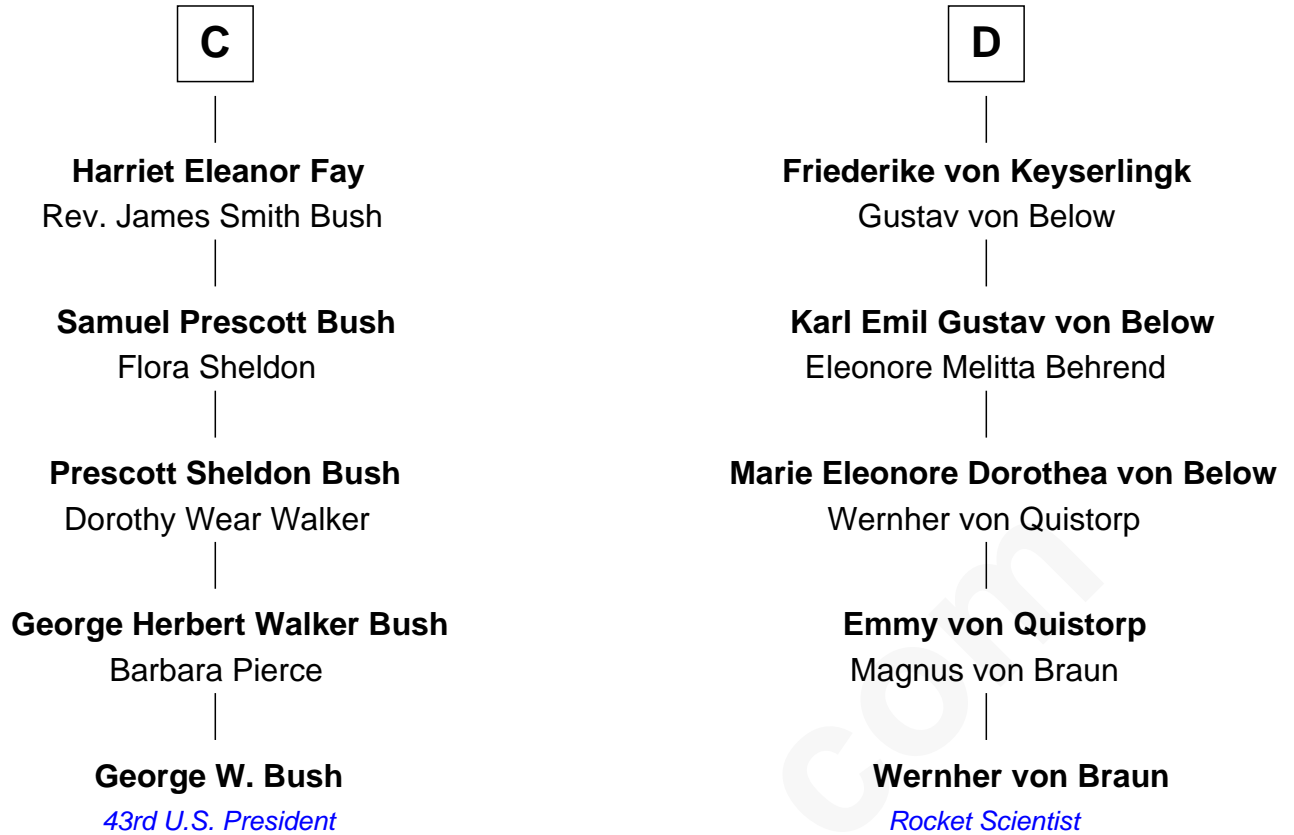 C
Harriet Eleanor Fay
Rev. James Smith Bush
Samuel Prescott Bush
Flora Sheldon
Prescott Sheldon Bush
Dorothy Wear Walker
George Herbert Walker Bush
Barbara Pierce
George W. Bush
43rd U.S. President
D
Friederike von Keyserlingk
Gustav von Below
Karl Emil Gustav von Below
Eleonore Melitta Behrend
Marie Eleonore Dorothea von Below
Wernher von Quistorp
Emmy von Quistorp
Magnus von Braun
Wernher von Braun
Rocket Scientist
com